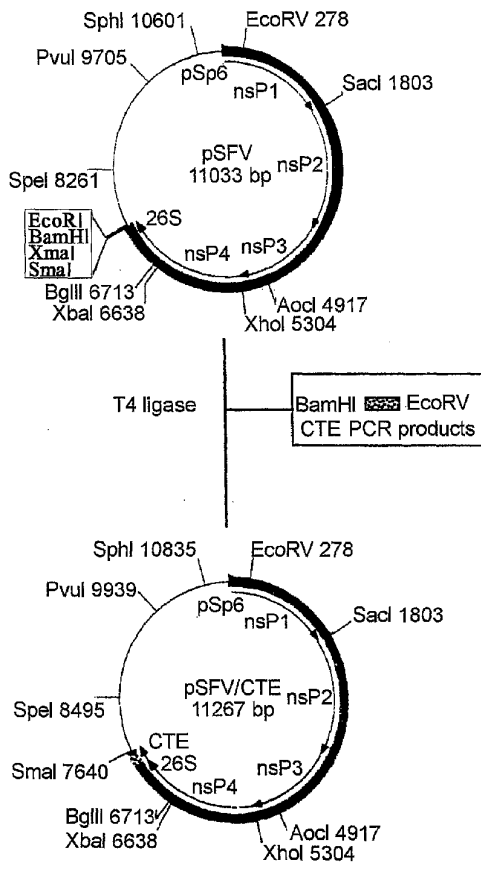 SphI 10601
EcoRV 278
PvuI 9705
pSp6
nsP1
SacI 1803
pSFV
11033 bp
nsP2
SpeI 8261
EcoRI
BamHI
XmaI
SmaI
26S
nsP4
nsP3
BglII 6713
XbaI 6638
AocI 4917
XhoI 5304
T4 ligase
BamHI EcoRV
CTE PCR products
SphI 10835
EcoRV 278
PvuI 9939
pSp6
nsP1
SacI 1803
pSFV/CTE
11267 bp
nsP2
SpeI 8495
CTE
26S
SmaI 7640
nsP4
nsP3
BglII 6713
XbaI 6638
AocI 4917
XhoI 5304